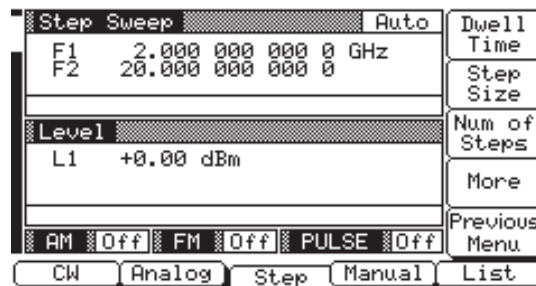 Step Sweep Auto
F1 2.000 000 000 0 GHz
F2 20.000 000 000 0
Level
L1 +0.00 dBm
AM Off FM Off PULSE Off
Dwell
Time
Step
Size
Num of
Steps
More
Previous
Menu
CW Analog Step Manual List